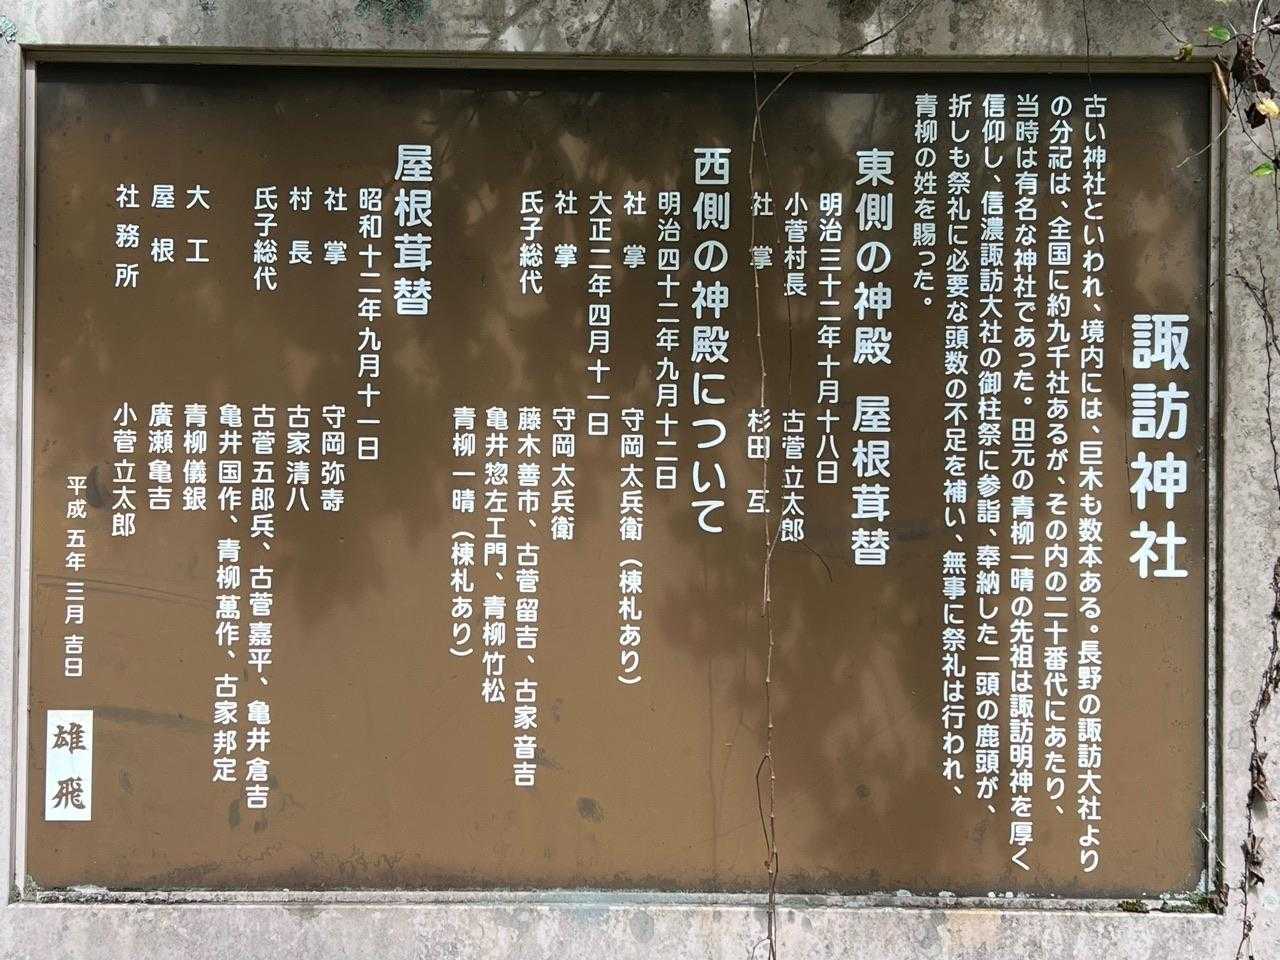 諏訪神社
古い神社といわれ、境内には、巨木も数本ある。長野の諏訪大社より
の分祀は、全国に約九千社あるが、その内の二十番代にあたり、
当時は有名な神社であった。田元の青柳一晴の先祖は諏訪明神を厚く
信仰し、信濃諏訪大社の御柱祭に参詣、奉納した一頭の鹿頭が、
折しも祭礼に必要な頭数の不足を補い、無事に祭礼は行われ、
青柳の姓を賜った。
東側の神殿 屋根茸替
明治三十二年十月十八日
小菅村長 古菅立太郎
社掌 杉田 互
西側の神殿について
明治四十二年九月十二日
社掌 守岡太兵衛（棟札あり）
大正二年四月十一日
社掌 守岡太兵衛
氏子総代 藤木善市、古菅留吉、古家音吉
亀井惣左エ門、青柳竹松
青柳一晴（棟札あり）
屋根茸替
昭和十二年九月十一日
社掌 守岡弥寿
村長 古家清八
氏子総代 古菅五郎兵、古菅嘉平、亀井倉吉
亀井国作、青柳萬作、古家邦定
大工 青柳儀銀
屋根 廣瀬亀吉
社務所 小菅立太郎
平成五年三月吉日
雄飛